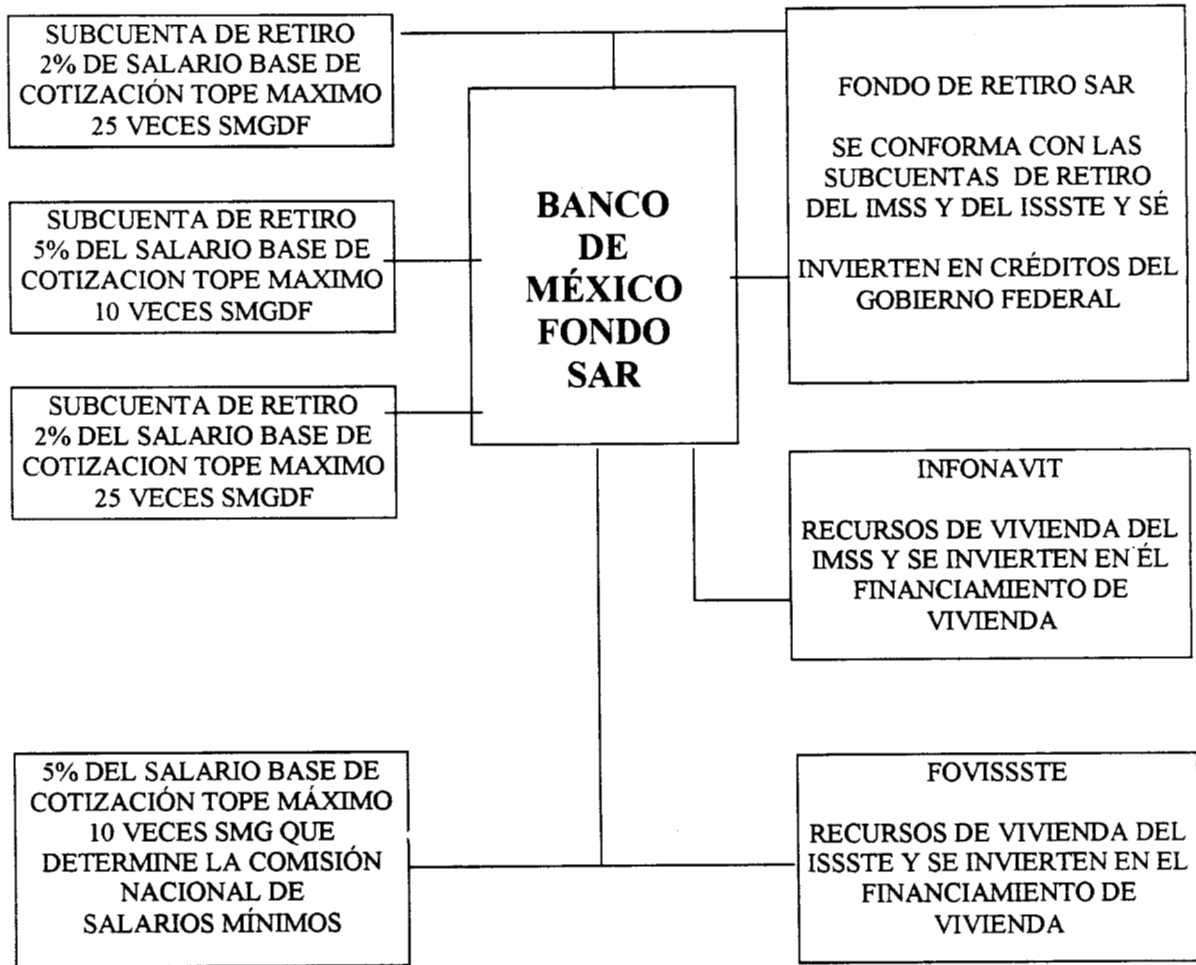 SUBCUENTA DE RETIRO
2% DE SALARIO BASE DE
COTIZACIÓN TOPE MAXIMO
25 VECES SMGDF
SUBCUENTA DE RETIRO
5% DEL SALARIO BASE DE
COTIZACION TOPE MAXIMO
10 VECES SMGDF
SUBCUENTA DE RETIRO
2% DEL SALARIO BASE DE
COTIZACION TOPE MAXIMO
25 VECES SMGDF
5% DEL SALARIO BASE DE
COTIZACIÓN TOPE MÁXIMO
10 VECES SMG QUE
DETERMINE LA COMISIÓN
NACIONAL DE
SALARIOS MÍNIMOS
BANCO
DE
MÉXICO
FONDO
SAR
FONDO DE RETIRO SAR
SE CONFORMA CON LAS
SUBCUENTAS DE RETIRO
DEL IMSS Y DEL ISSSTE Y SÉ
INVIERTEN EN CRÉDITOS DEL
GOBIERNO FEDERAL
INFONAVIT
RECURSOS DE VIVIENDA DEL
IMSS Y SE INVIERTEN EN ÉL
FINANCIAMIENTO DE
VIVIENDA
FOVISSSTE
RECURSOS DE VIVIENDA DEL
ISSSTE Y SE INVIERTEN EN EL
FINANCIAMIENTO DE
VIVIENDA